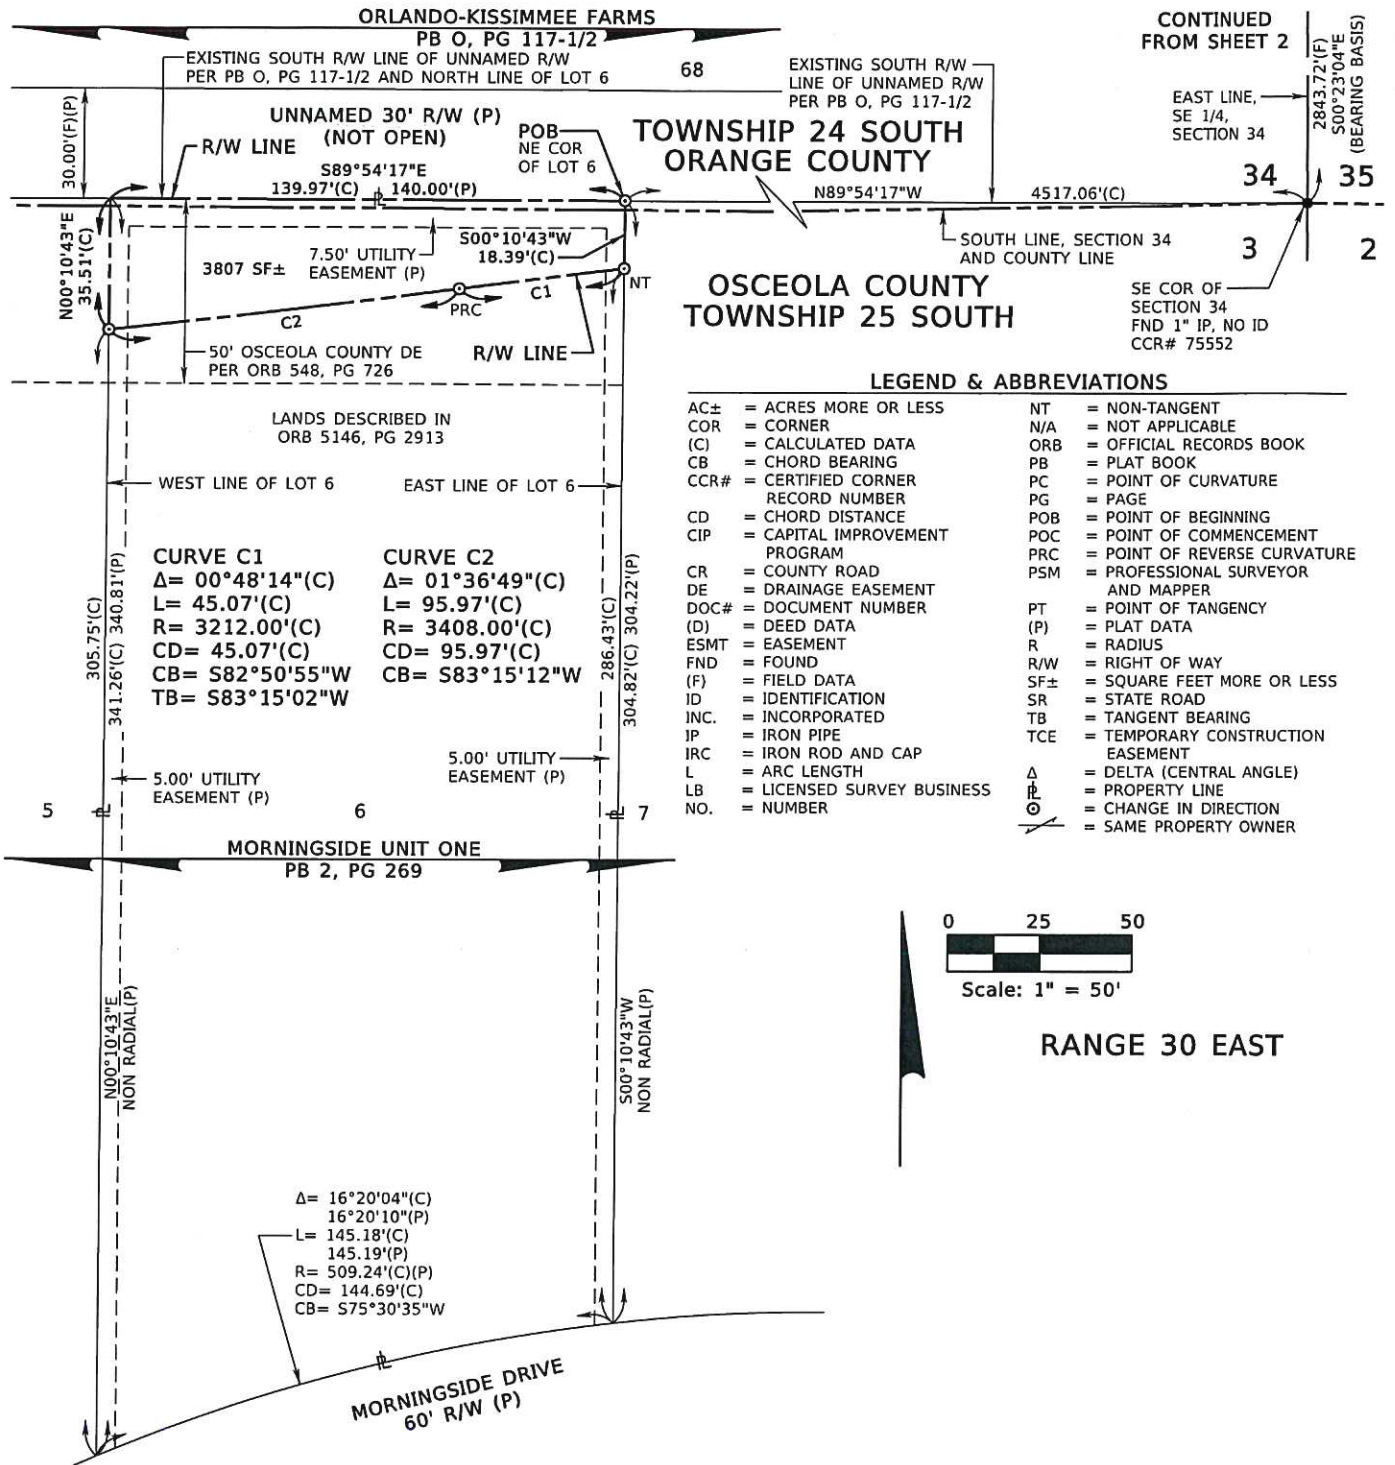 ORLANDO-KISSIMMEE FARMS
PB O, PG 117-1/2
EXISTING SOUTH R/W LINE OF UNNAMED R/W
PER PB O, PG 117-1/2 AND NORTH LINE OF LOT 6
68
EXISTING SOUTH R/W
LINE OF UNNAMED R/W
PER PB O, PG 117-1/2
CONTINUED
FROM SHEET 2
EAST LINE,
SE 1/4,
SECTION 34
2843.72'(F)
S00°23'04"E
(BEARING BASIS)
30.00'(F)(P)
UNNAMED 30' R/W (P)
(NOT OPEN)
R/W LINE
POB
NE COR
OF LOT 6
TOWNSHIP 24 SOUTH
ORANGE COUNTY
S89°54'17"E
139.97'(C) 140.00'(P)
N89°54'17"W 4517.06'(C)
34 35
3 2
SOUTH LINE, SECTION 34
AND COUNTY LINE
N00°10'43"E
35.51'(C)
3807 SF±
7.50' UTILITY
EASEMENT (P)
S00°10'43"W
18.39'(C)
NT
C1
PRC
C2
R/W LINE
50' OSCEOLA COUNTY DE
PER ORB 548, PG 726
OSCEOLA COUNTY
TOWNSHIP 25 SOUTH
SE COR OF
SECTION 34
FND 1" IP, NO ID
CCR# 75552
LANDS DESCRIBED IN
ORB 5146, PG 2913
WEST LINE OF LOT 6
EAST LINE OF LOT 6
CURVE C1
Δ= 00°48'14"(C)
L= 45.07'(C)
R= 3212.00'(C)
CD= 45.07'(C)
CB= S82°50'55"W
TB= S83°15'02"W
CURVE C2
Δ= 01°36'49"(C)
L= 95.97'(C)
R= 3408.00'(C)
CD= 95.97'(C)
CB= S83°15'12"W
305.75'(C)
341.26'(C) 340.81'(P)
286.43'(C)
304.82'(C) 304.22'(P)
5.00' UTILITY
EASEMENT (P)
5.00' UTILITY
EASEMENT (P)
5 6 7
MORNINGSIDE UNIT ONE
PB 2, PG 269
N00°10'43"E
NON RADIAL(P)
S00°10'43"W
NON RADIAL(P)
Δ= 16°20'04"(C)
16°20'10"(P)
L= 145.18'(C)
145.19'(P)
R= 509.24'(C)(P)
CD= 144.69'(C)
CB= S75°30'35"W
MORNINGSIDE DRIVE
60' R/W (P)
LEGEND & ABBREVIATIONS
AC± = ACRES MORE OR LESS
COR = CORNER
(C) = CALCULATED DATA
CB = CHORD BEARING
CCR# = CERTIFIED CORNER
RECORD NUMBER
CD = CHORD DISTANCE
CIP = CAPITAL IMPROVEMENT
PROGRAM
CR = COUNTY ROAD
DE = DRAINAGE EASEMENT
DOC# = DOCUMENT NUMBER
(D) = DEED DATA
ESMT = EASEMENT
FND = FOUND
(F) = FIELD DATA
ID = IDENTIFICATION
INC. = INCORPORATED
IP = IRON PIPE
IRC = IRON ROD AND CAP
L = ARC LENGTH
LB = LICENSED SURVEY BUSINESS
NO. = NUMBER
NT = NON-TANGENT
N/A = NOT APPLICABLE
ORB = OFFICIAL RECORDS BOOK
PB = PLAT BOOK
PC = POINT OF CURVATURE
PG = PAGE
POB = POINT OF BEGINNING
POC = POINT OF COMMENCEMENT
PRC = POINT OF REVERSE CURVATURE
PSM = PROFESSIONAL SURVEYOR
AND MAPPER
PT = POINT OF TANGENCY
(P) = PLAT DATA
R = RADIUS
R/W = RIGHT OF WAY
SF± = SQUARE FEET MORE OR LESS
SR = STATE ROAD
TB = TANGENT BEARING
TCE = TEMPORARY CONSTRUCTION
EASEMENT
Δ = DELTA (CENTRAL ANGLE)
PL = PROPERTY LINE
= CHANGE IN DIRECTION
= SAME PROPERTY OWNER
0 25 50
Scale: 1" = 50'
RANGE 30 EAST